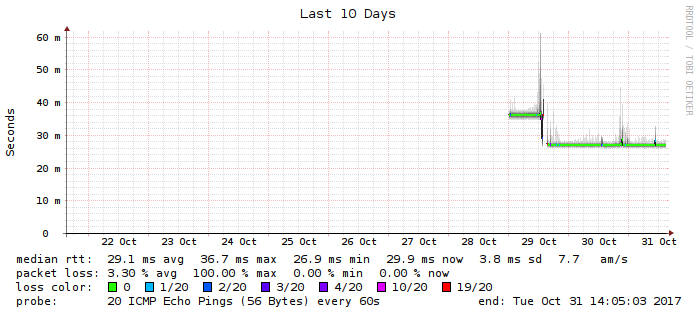 Last 10 Days
RRDTOOL / TOBI OETIKER
Seconds
60 m
50 m
40 m
30 m
20 m
10 m
0
22 Oct 23 Oct 24 Oct 25 Oct 26 Oct 27 Oct 28 Oct 29 Oct 30 Oct 31 Oct
median rtt: 29.1 ms avg 36.7 ms max 26.9 ms min 29.9 ms now 3.8 ms sd 7.7 am/s
packet loss: 3.30 % avg 100.00 % max 0.00 % min 0.00 % now
loss color: 0 1/20 2/20 3/20 4/20 10/20 19/20
probe: 20 ICMP Echo Pings (56 Bytes) every 60s end: Tue Oct 31 14:05:03 2017